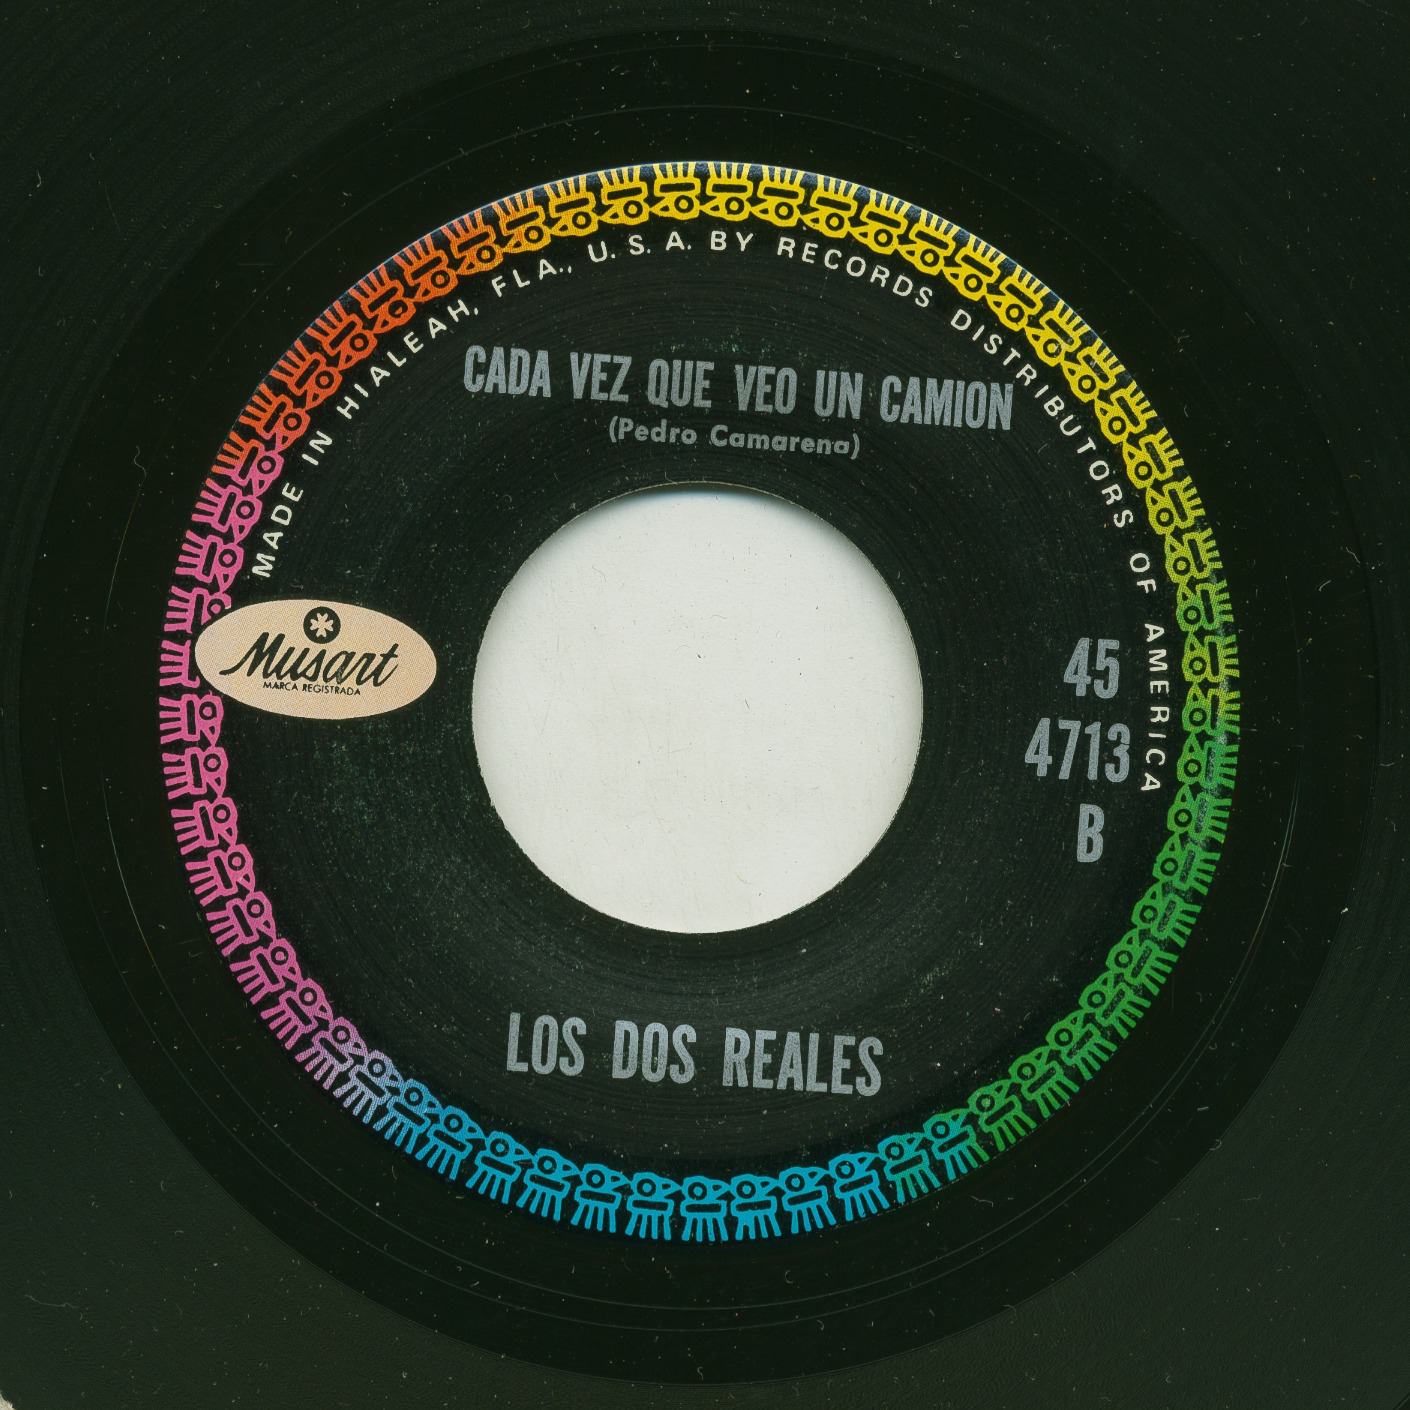 MADE IN HIALEAH, FLA., U. S. A. BY RECORDS DISTRIBUTORS OF AMERICA
CADA VEZ QUE VEO UN CAMION
(Pedro Camarena)
Musart
MARCA REGISTRADA
45
4713
B
LOS DOS REALES